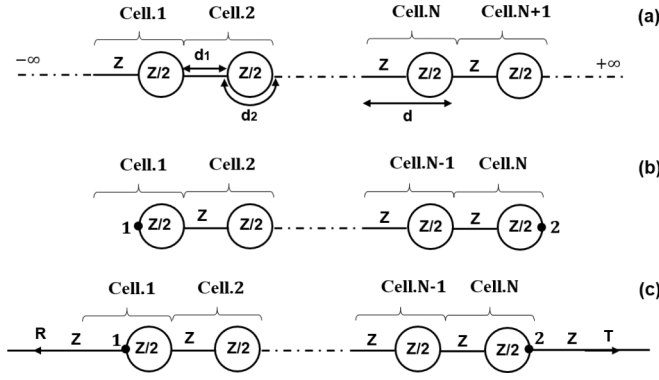 Cell.1 Cell.2 Cell.N Cell.N+1 (a)
−∞ Z Z/2 d1 Z/2 Z Z/2 Z Z/2 +∞
d2 d
Cell.1 Cell.2 Cell.N-1 Cell.N (b)
1 Z/2 Z Z/2 Z Z/2 Z Z/2 2
Cell.1 Cell.2 Cell.N-1 Cell.N (c)
R Z 1 Z/2 Z Z/2 Z Z/2 Z Z/2 2 Z T